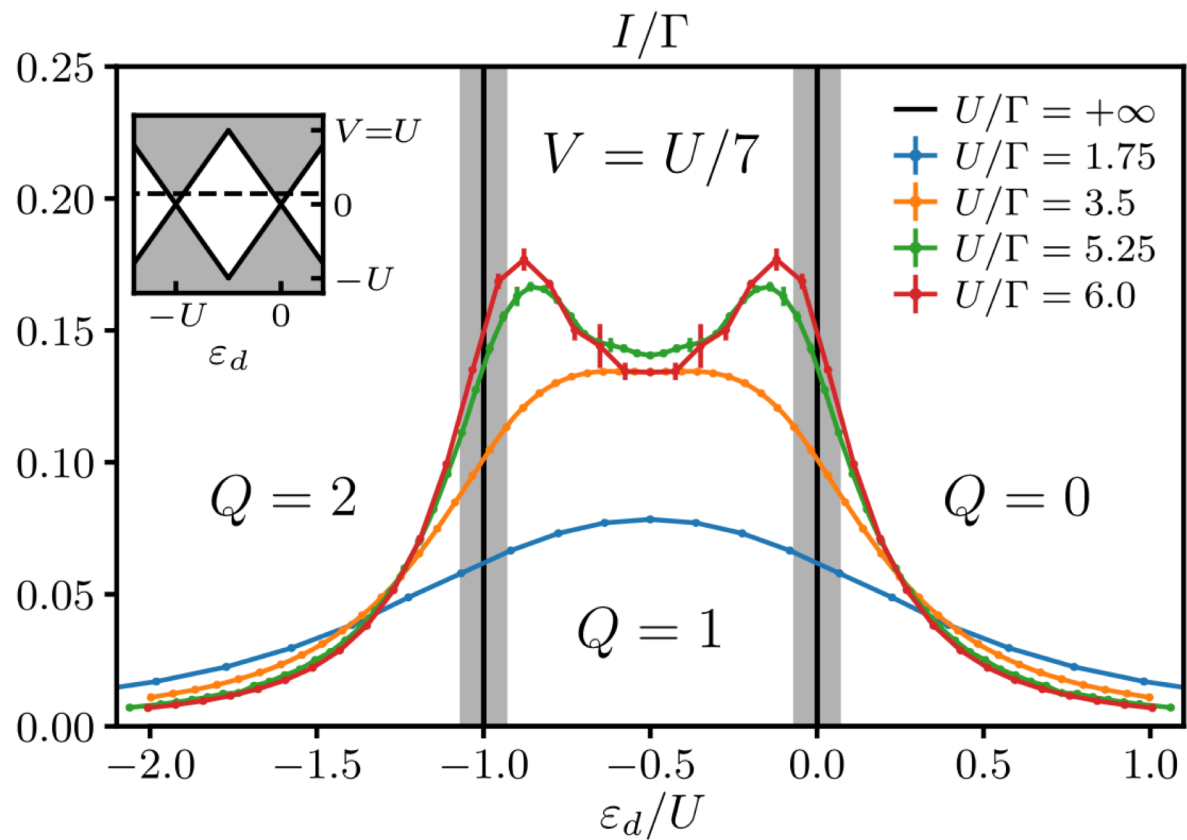 I/Γ
0.25
0.20
0.15
0.10
0.05
0.00
V=U
0
−U
−U 0
ε_d
V = U/7
U/Γ = +∞
U/Γ = 1.75
U/Γ = 3.5
U/Γ = 5.25
U/Γ = 6.0
Q = 2
Q = 0
Q = 1
−2.0 −1.5 −1.0 −0.5 0.0 0.5 1.0
ε_d/U